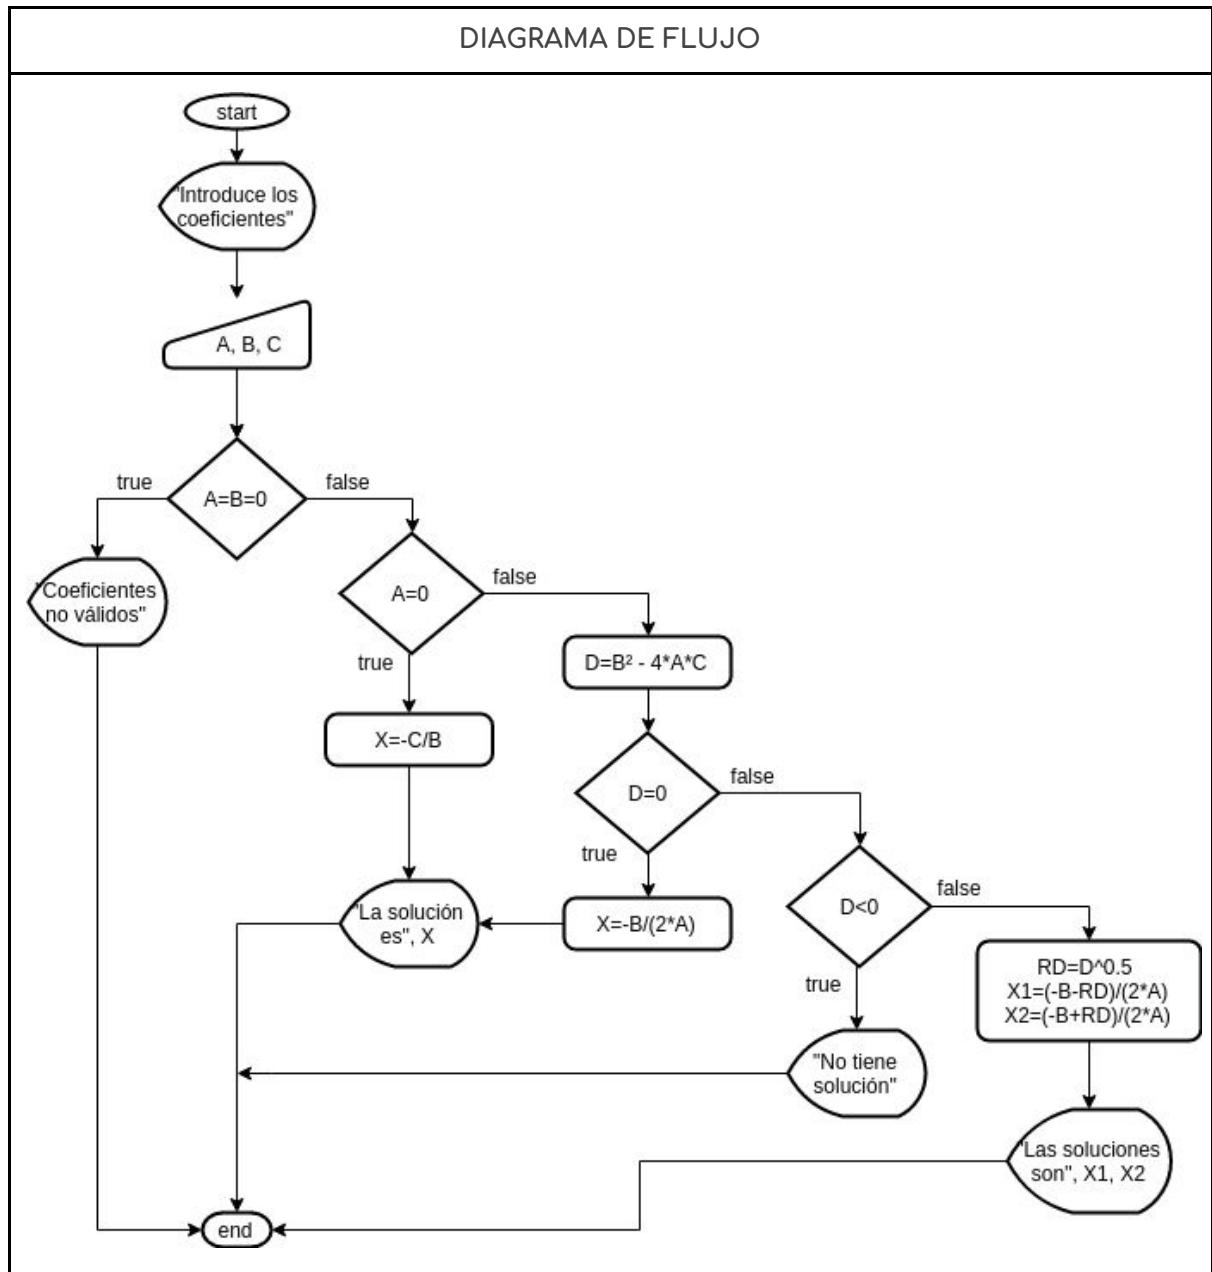 DIAGRAMA DE FLUJO
start
"Introduce los
coeficientes"
A, B, C
true
false
A=B=0
"Coeficientes
no válidos"
A=0
false
true
D=B² - 4*A*C
X=-C/B
D=0
false
true
"La solución
es", X
X=-B/(2*A)
D<0
false
true
RD=D^0.5
X1=(-B-RD)/(2*A)
X2=(-B+RD)/(2*A)
"No tiene
solución"
"Las soluciones
son", X1, X2
end